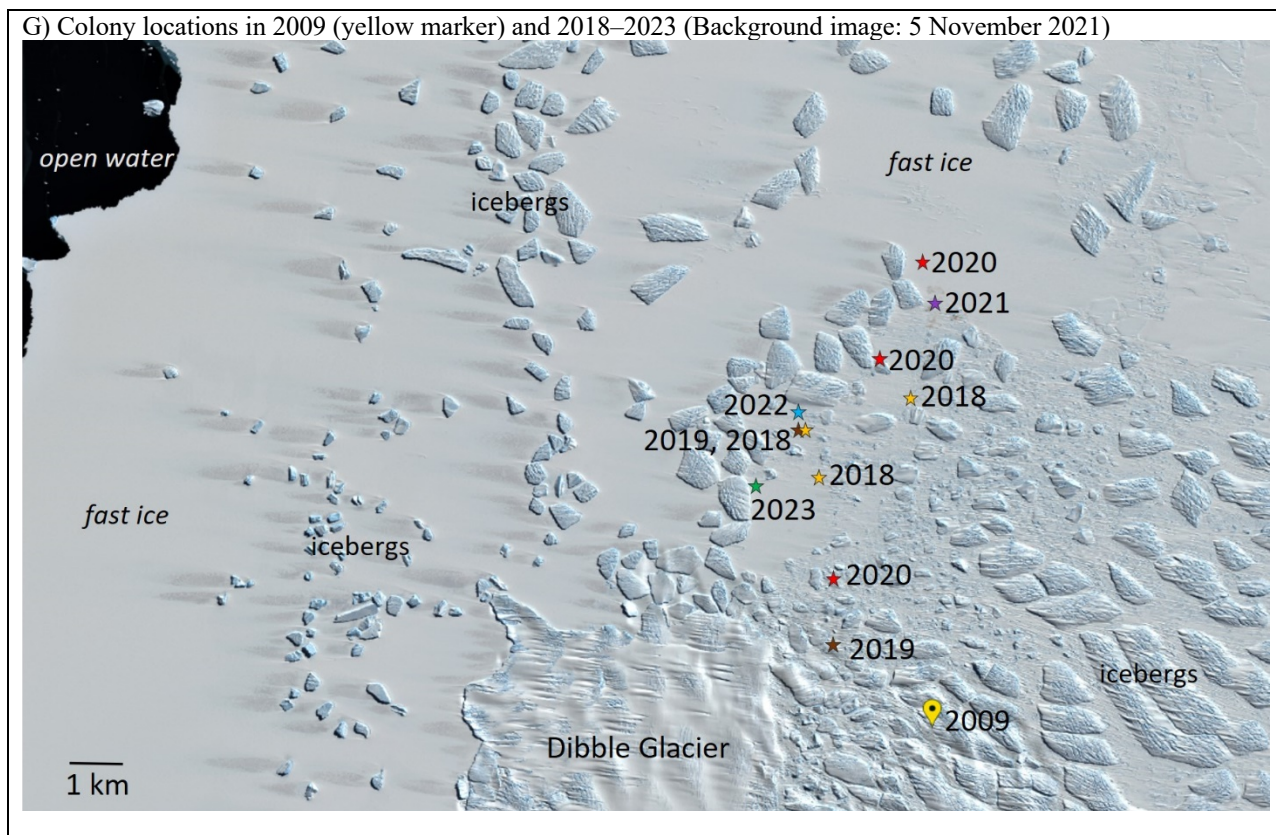 G) Colony locations in 2009 (yellow marker) and 2018–2023 (Background image: 5 November 2021)
open water
fast ice
icebergs
2020
2021
2020
2018
2022
2019, 2018
2018
2023
fast ice
icebergs
2020
2019
icebergs
2009
Dibble Glacier
1 km